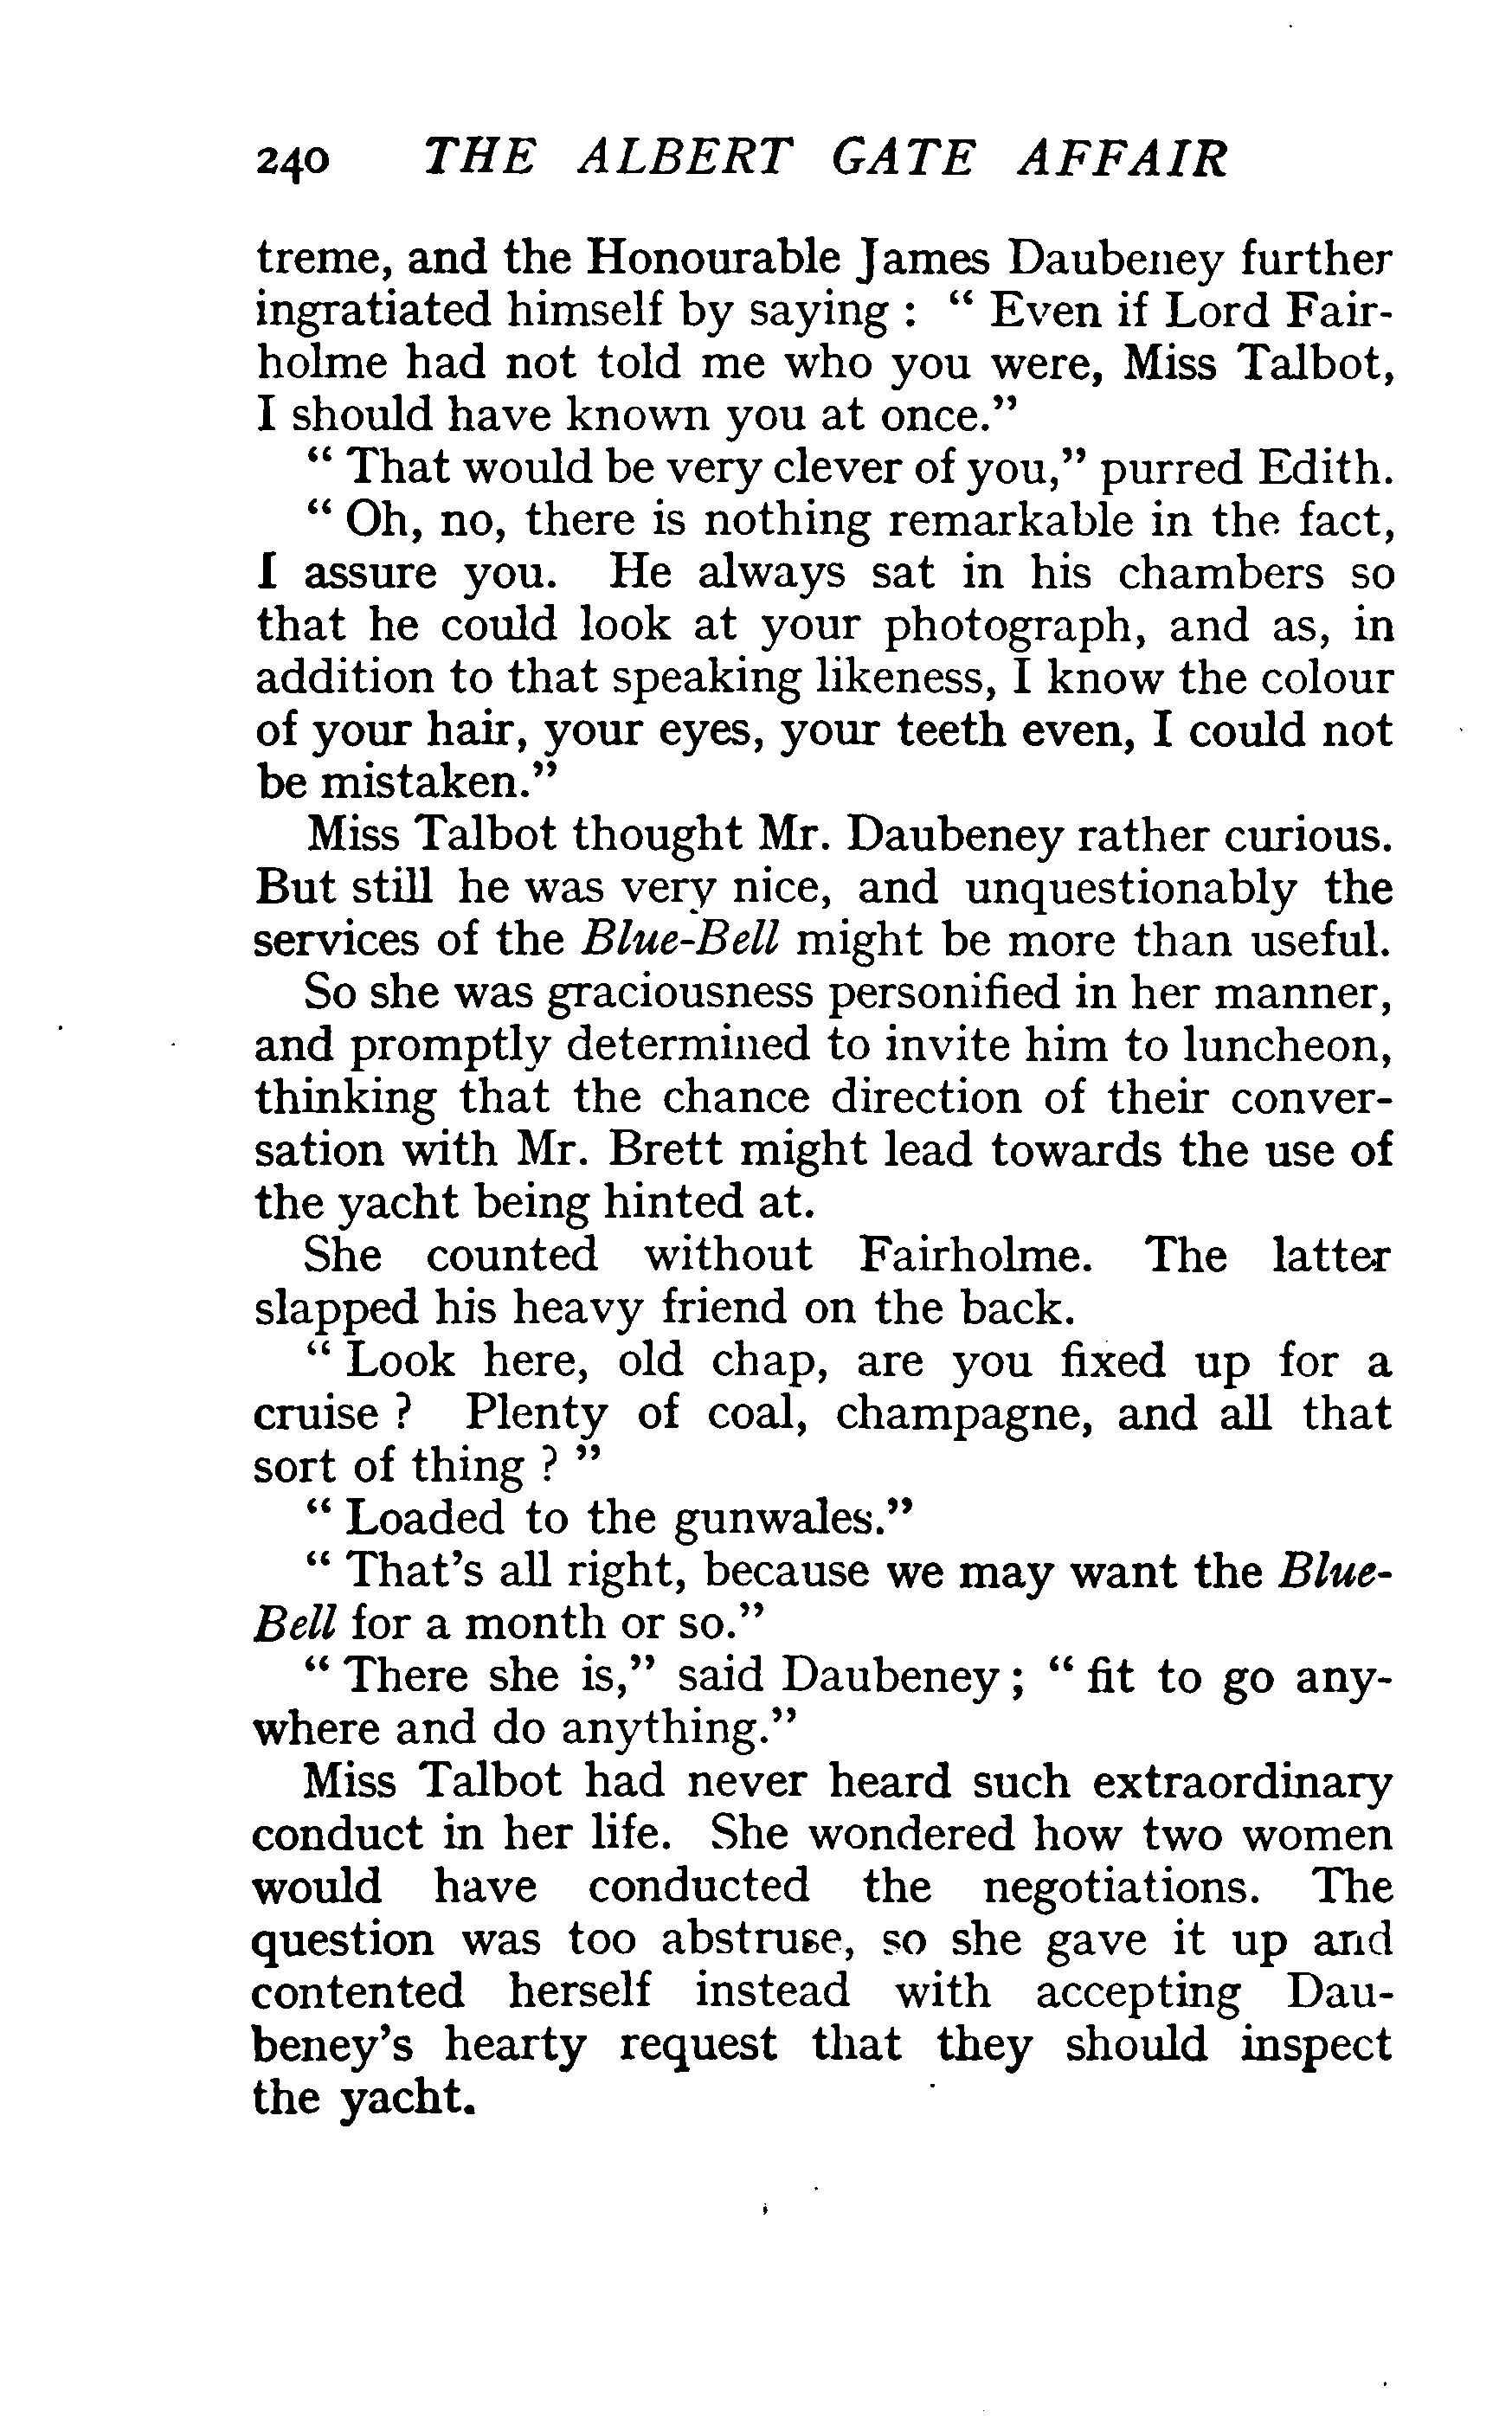 240 THE ALBERT GATE AFFAIR
treme, and the Honourable James Daubeney further
ingratiated himself by saying : “ Even if Lord Fair-
holme had not told me who you were, Miss Talbot,
I should have known you at once.”
“ That would be very clever of you,” purred Edith.
“ Oh, no, there is nothing remarkable in the fact,
I assure you. He always sat in his chambers so
that he could look at your photograph, and as, in
addition to that speaking likeness, I know the colour
of your hair, your eyes, your teeth even, I could not
be mistaken.”
Miss Talbot thought Mr. Daubeney rather curious.
But still he was very nice, and unquestionably the
services of the Blue-Bell might be more than useful.
So she was graciousness personified in her manner,
and promptly determined to invite him to luncheon,
thinking that the chance direction of their conver-
sation with Mr. Brett might lead towards the use of
the yacht being hinted at.
She counted without Fairholme. The latter
slapped his heavy friend on the back.
“ Look here, old chap, are you fixed up for a
cruise ? Plenty of coal, champagne, and all that
sort of thing ? ”
“ Loaded to the gunwales.”
“ That’s all right, because we may want the Blue-
Bell for a month or so.”
“ There she is,” said Daubeney ; “ fit to go any-
where and do anything.”
Miss Talbot had never heard such extraordinary
conduct in her life. She wondered how two women
would have conducted the negotiations. The
question was too abstruse, so she gave it up and
contented herself instead with accepting Dau-
beney’s hearty request that they should inspect
the yacht.